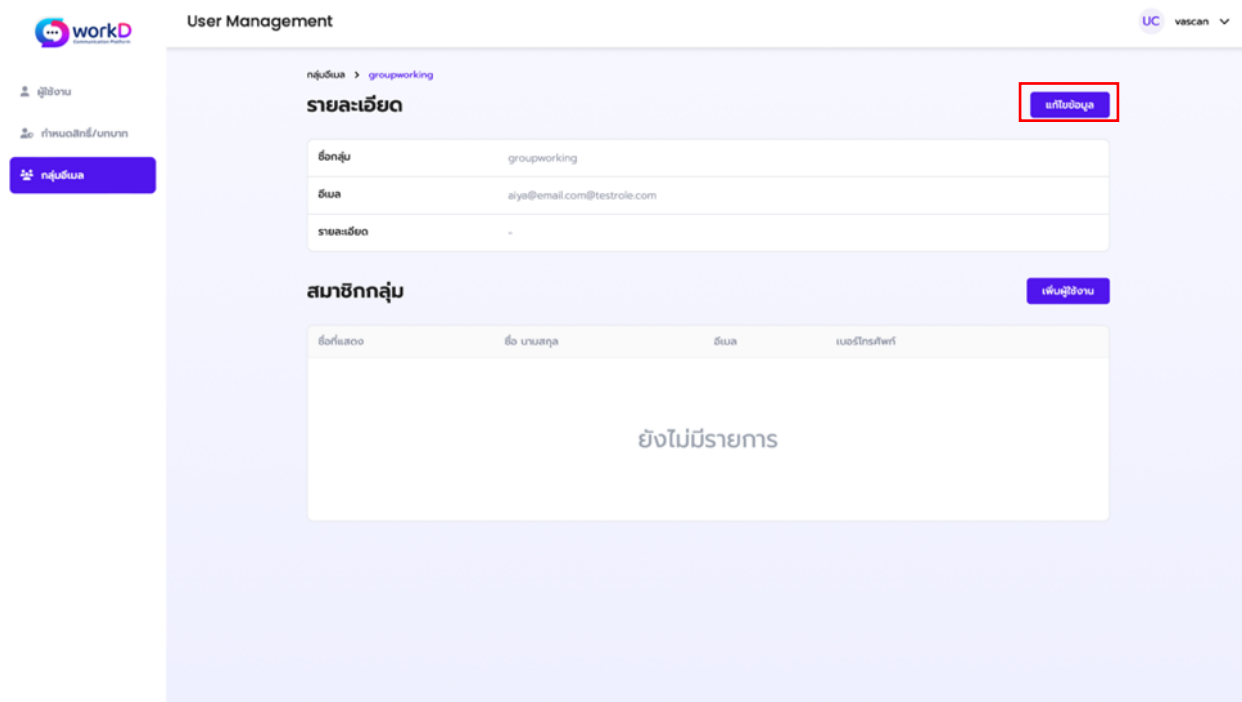 workD
Communication Platform
User Management
UC vascan
ผู้ใช้งาน
กำหนดสิทธิ์/บทบาท
กลุ่มอีเมล
กลุ่มอีเมล > groupworking
รายละเอียด
แก้ไขข้อมูล
ชื่อกลุ่ม groupworking
อีเมล aiya@email.com@testrole.com
รายละเอียด -
สมาชิกกลุ่ม
เพิ่มผู้ใช้งาน
ชื่อที่แสดง ชื่อ นามสกุล อีเมล เบอร์โทรศัพท์
ยังไม่มีรายการ